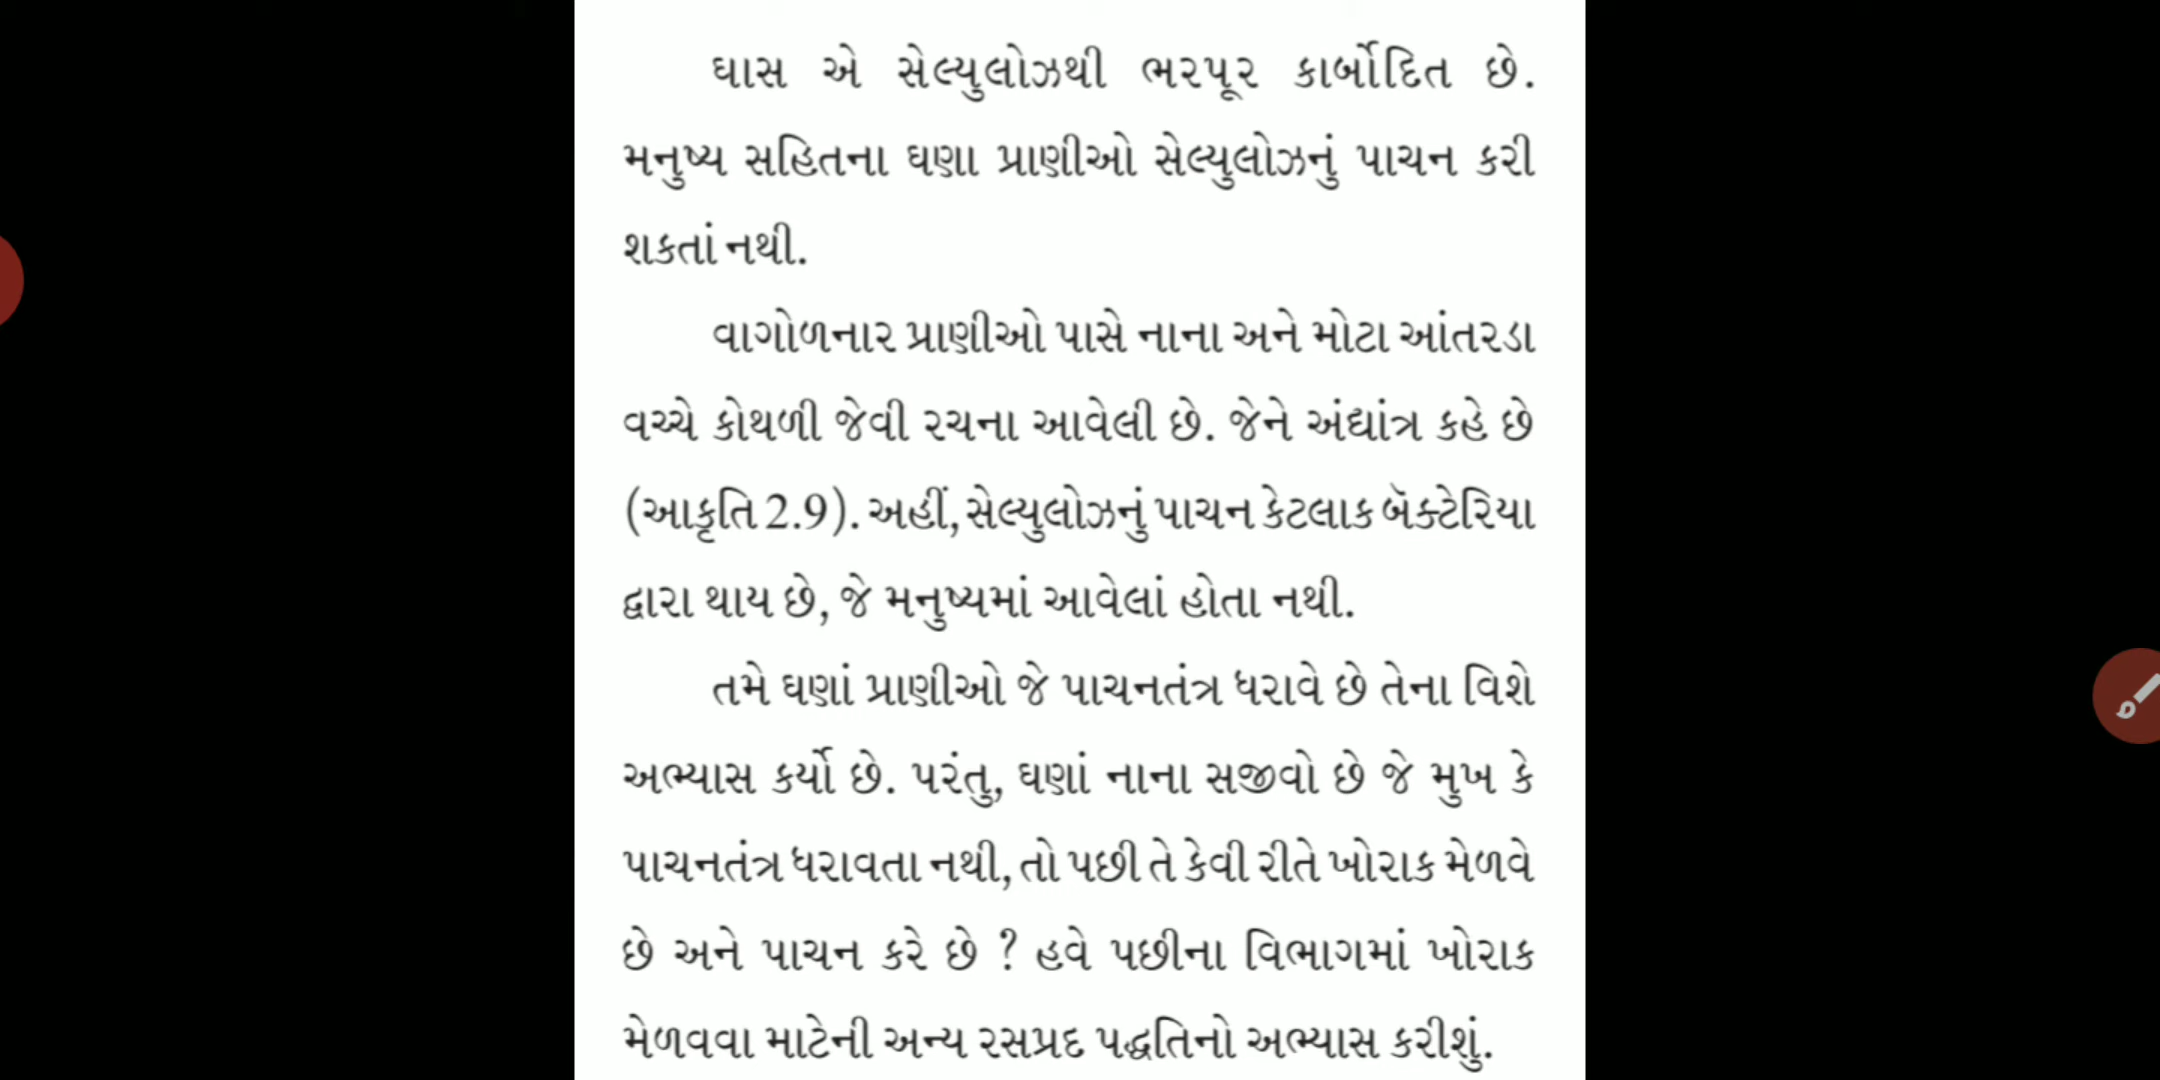 ઘાસ એ સેલ્યુલોઝથી ભરપૂર કાર્બોદિત છે.
મનુષ્ય સહિતના ઘણા પ્રાણીઓ સેલ્યુલોઝનું પાચન કરી
શકતાં નથી.
વાગોળનાર પ્રાણીઓ પાસે નાના અને મોટા આંતરડા
વચ્ચે કોથળી જેવી રચના આવેલી છે. જેને અંધાંત્ર કહે છે
(આકૃતિ 2.9). અહીં, સેલ્યુલોઝનું પાચન કેટલાક બૅક્ટેરિયા
દ્વારા થાય છે, જે મનુષ્યમાં આવેલાં હોતા નથી.
તમે ઘણાં પ્રાણીઓ જે પાચનતંત્ર ધરાવે છે તેના વિશે
અભ્યાસ કર્યો છે. પરંતુ, ઘણાં નાના સજીવો છે જે મુખ કે
પાચનતંત્ર ધરાવતા નથી, તો પછી તે કેવી રીતે ખોરાક મેળવે
છે અને પાચન કરે છે ? હવે પછીના વિભાગમાં ખોરાક
મેળવવા માટેની અન્ય રસપ્રદ પદ્ધતિનો અભ્યાસ કરીશું.